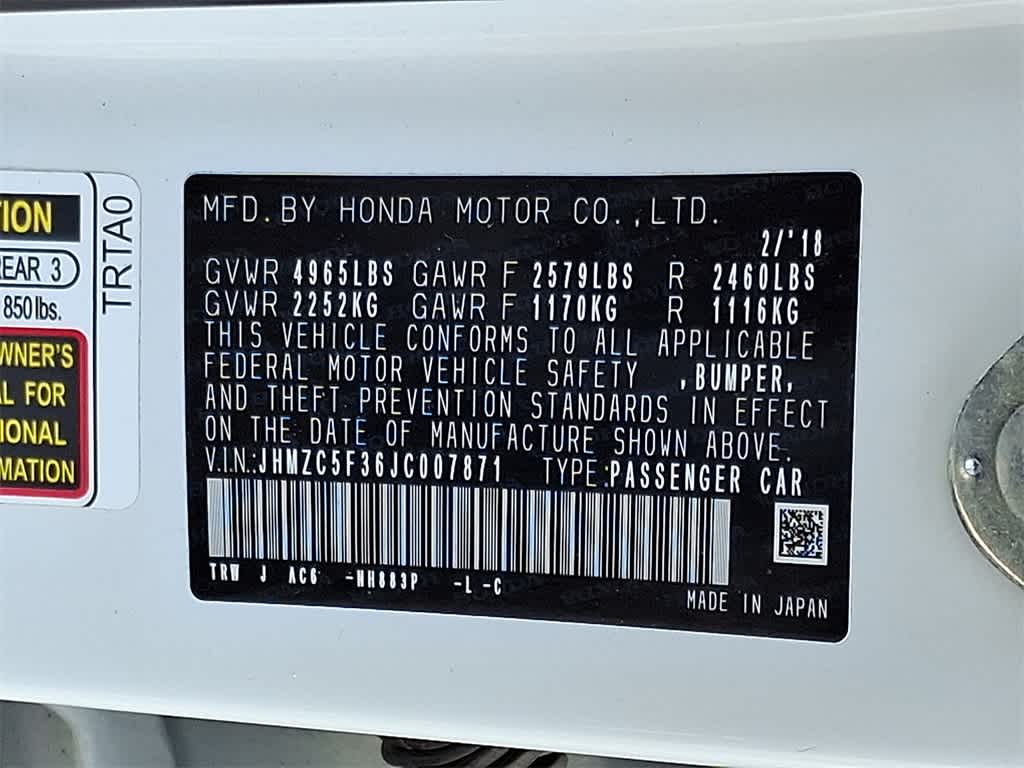 TION
REAR 3
850 lbs.
OWNER'S
AL FOR
IONAL
MATION
TRTA0
MFD. BY HONDA MOTOR CO.,LTD.
2/'18
GVWR 4965LBS GAWR F 2579LBS R 2460LBS
GVWR 2252KG GAWR F 1170KG R 1116KG
THIS VEHICLE CONFORMS TO ALL APPLICABLE
FEDERAL MOTOR VEHICLE SAFETY ,BUMPER,
AND THEFT PREVENTION STANDARDS IN EFFECT
ON THE DATE OF MANUFACTURE SHOWN ABOVE.
V.I.N.:JHMZC5F36JC007871 TYPE:PASSENGER CAR
TRW J AC6 -NH883P -L -C
MADE IN JAPAN